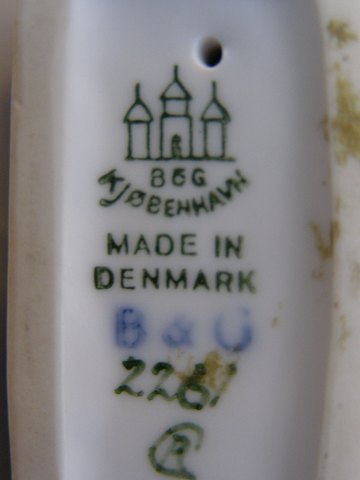 B&G
KJØBENHAVN
MADE IN
DENMARK
B & G
2261